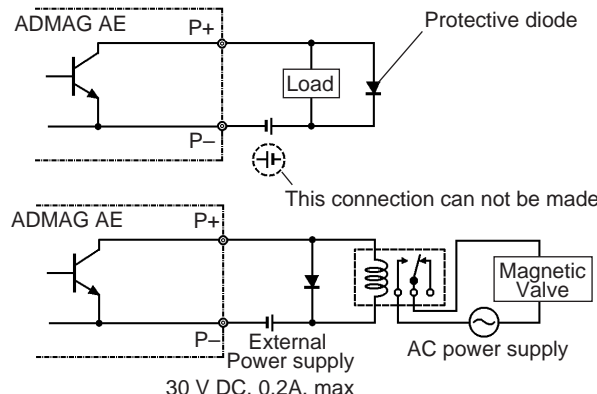 ADMAG AE
P+
Protective diode
Load
P–
This connection can not be made
ADMAG AE
P+
Magnetic
Valve
P–
External
Power supply
AC power supply
30 V DC, 0.2A, max